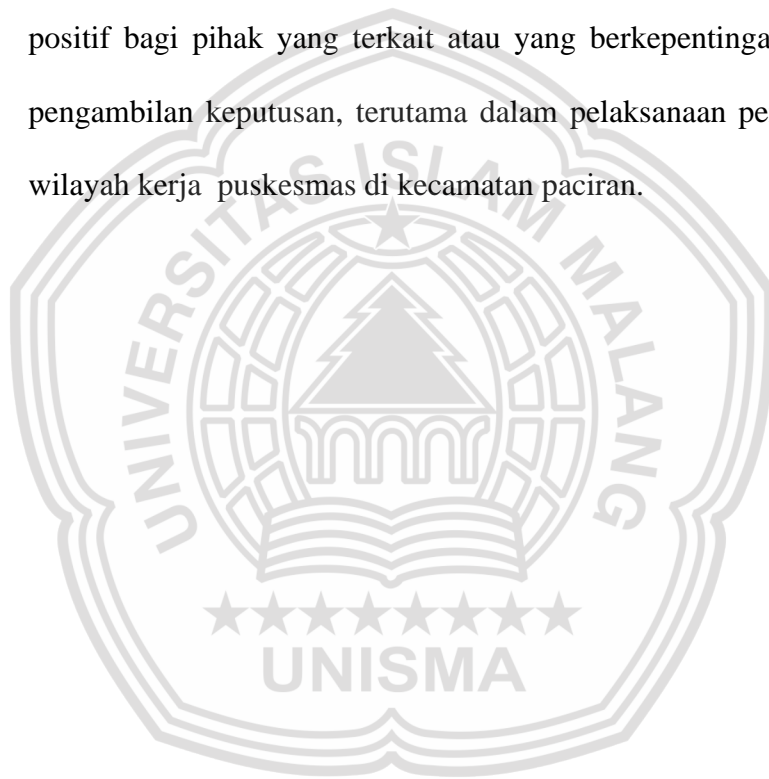 positif bagi pihak yang terkait atau yang berkepentinga
pengambilan keputusan, terutama dalam pelaksanaan pe
wilayah kerja puskesmas di kecamatan paciran.
UNIVERSITAS ISLAM MALANG
UNISMA